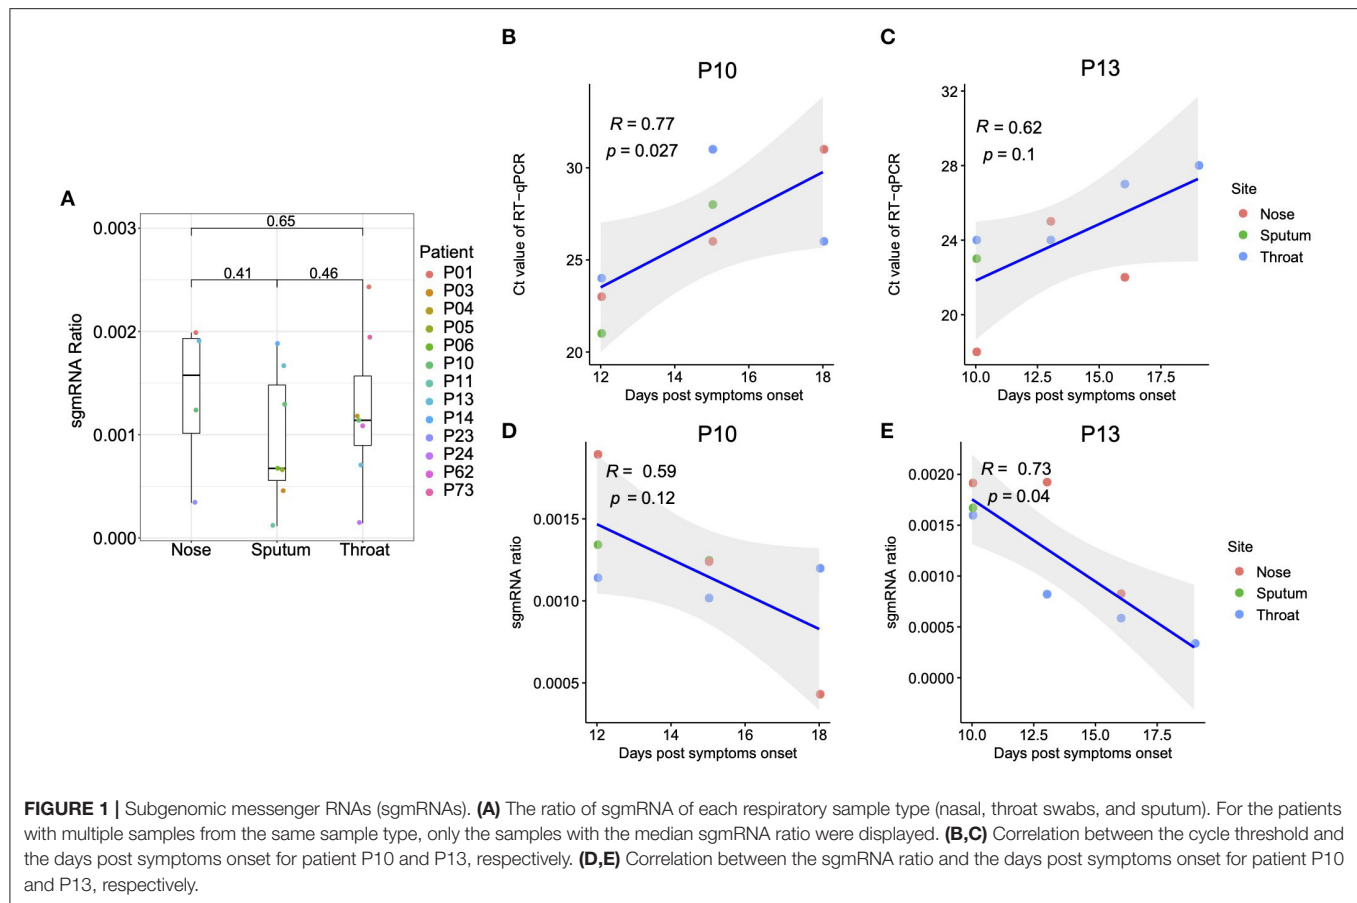 A
sgmRNA Ratio
0.003
0.002
0.001
0.000
0.65
0.41
0.46
Nose
Sputum
Throat
Patient
P01
P03
P04
P05
P06
P10
P11
P13
P14
P23
P24
P62
P73
B
P10
R = 0.77
p = 0.027
Ct value of RT-qPCR
30
25
20
12
14
16
18
Days post symptoms onset
C
P13
R = 0.62
p = 0.1
Ct value of RT-qPCR
32
28
24
20
10.0
12.5
15.0
17.5
Days post symptoms onset
Site
Nose
Sputum
Throat
D
P10
R = 0.59
p = 0.12
sgmRNA ratio
0.0015
0.0010
0.0005
12
14
16
18
Days post symptoms onset
E
P13
R = 0.73
p = 0.04
sgmRNA ratio
0.0020
0.0015
0.0010
0.0005
0.0000
10.0
12.5
15.0
17.5
Days post symptoms onset
Site
Nose
Sputum
Throat
FIGURE 1 | Subgenomic messenger RNAs (sgmRNAs). (A) The ratio of sgmRNA of each respiratory sample type (nasal, throat swabs, and sputum). For the patients
with multiple samples from the same sample type, only the samples with the median sgmRNA ratio were displayed. (B,C) Correlation between the cycle threshold and
the days post symptoms onset for patient P10 and P13, respectively. (D,E) Correlation between the sgmRNA ratio and the days post symptoms onset for patient P10
and P13, respectively.